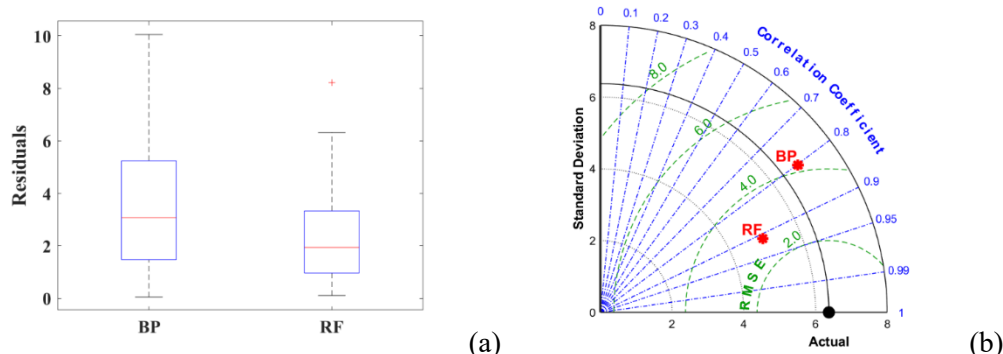 Residuals
10
8
6
4
2
0
BP
RF
(a)
Standard Deviation
8
6
4
2
0
0
0.1
0.2
0.3
0.4
0.5
0.6
0.7
0.8
0.9
0.95
0.99
1
Correlation Coefficient
8.0
6.0
4.0
2.0
RMSE
BP
RF
2
4
6
8
Actual
(b)